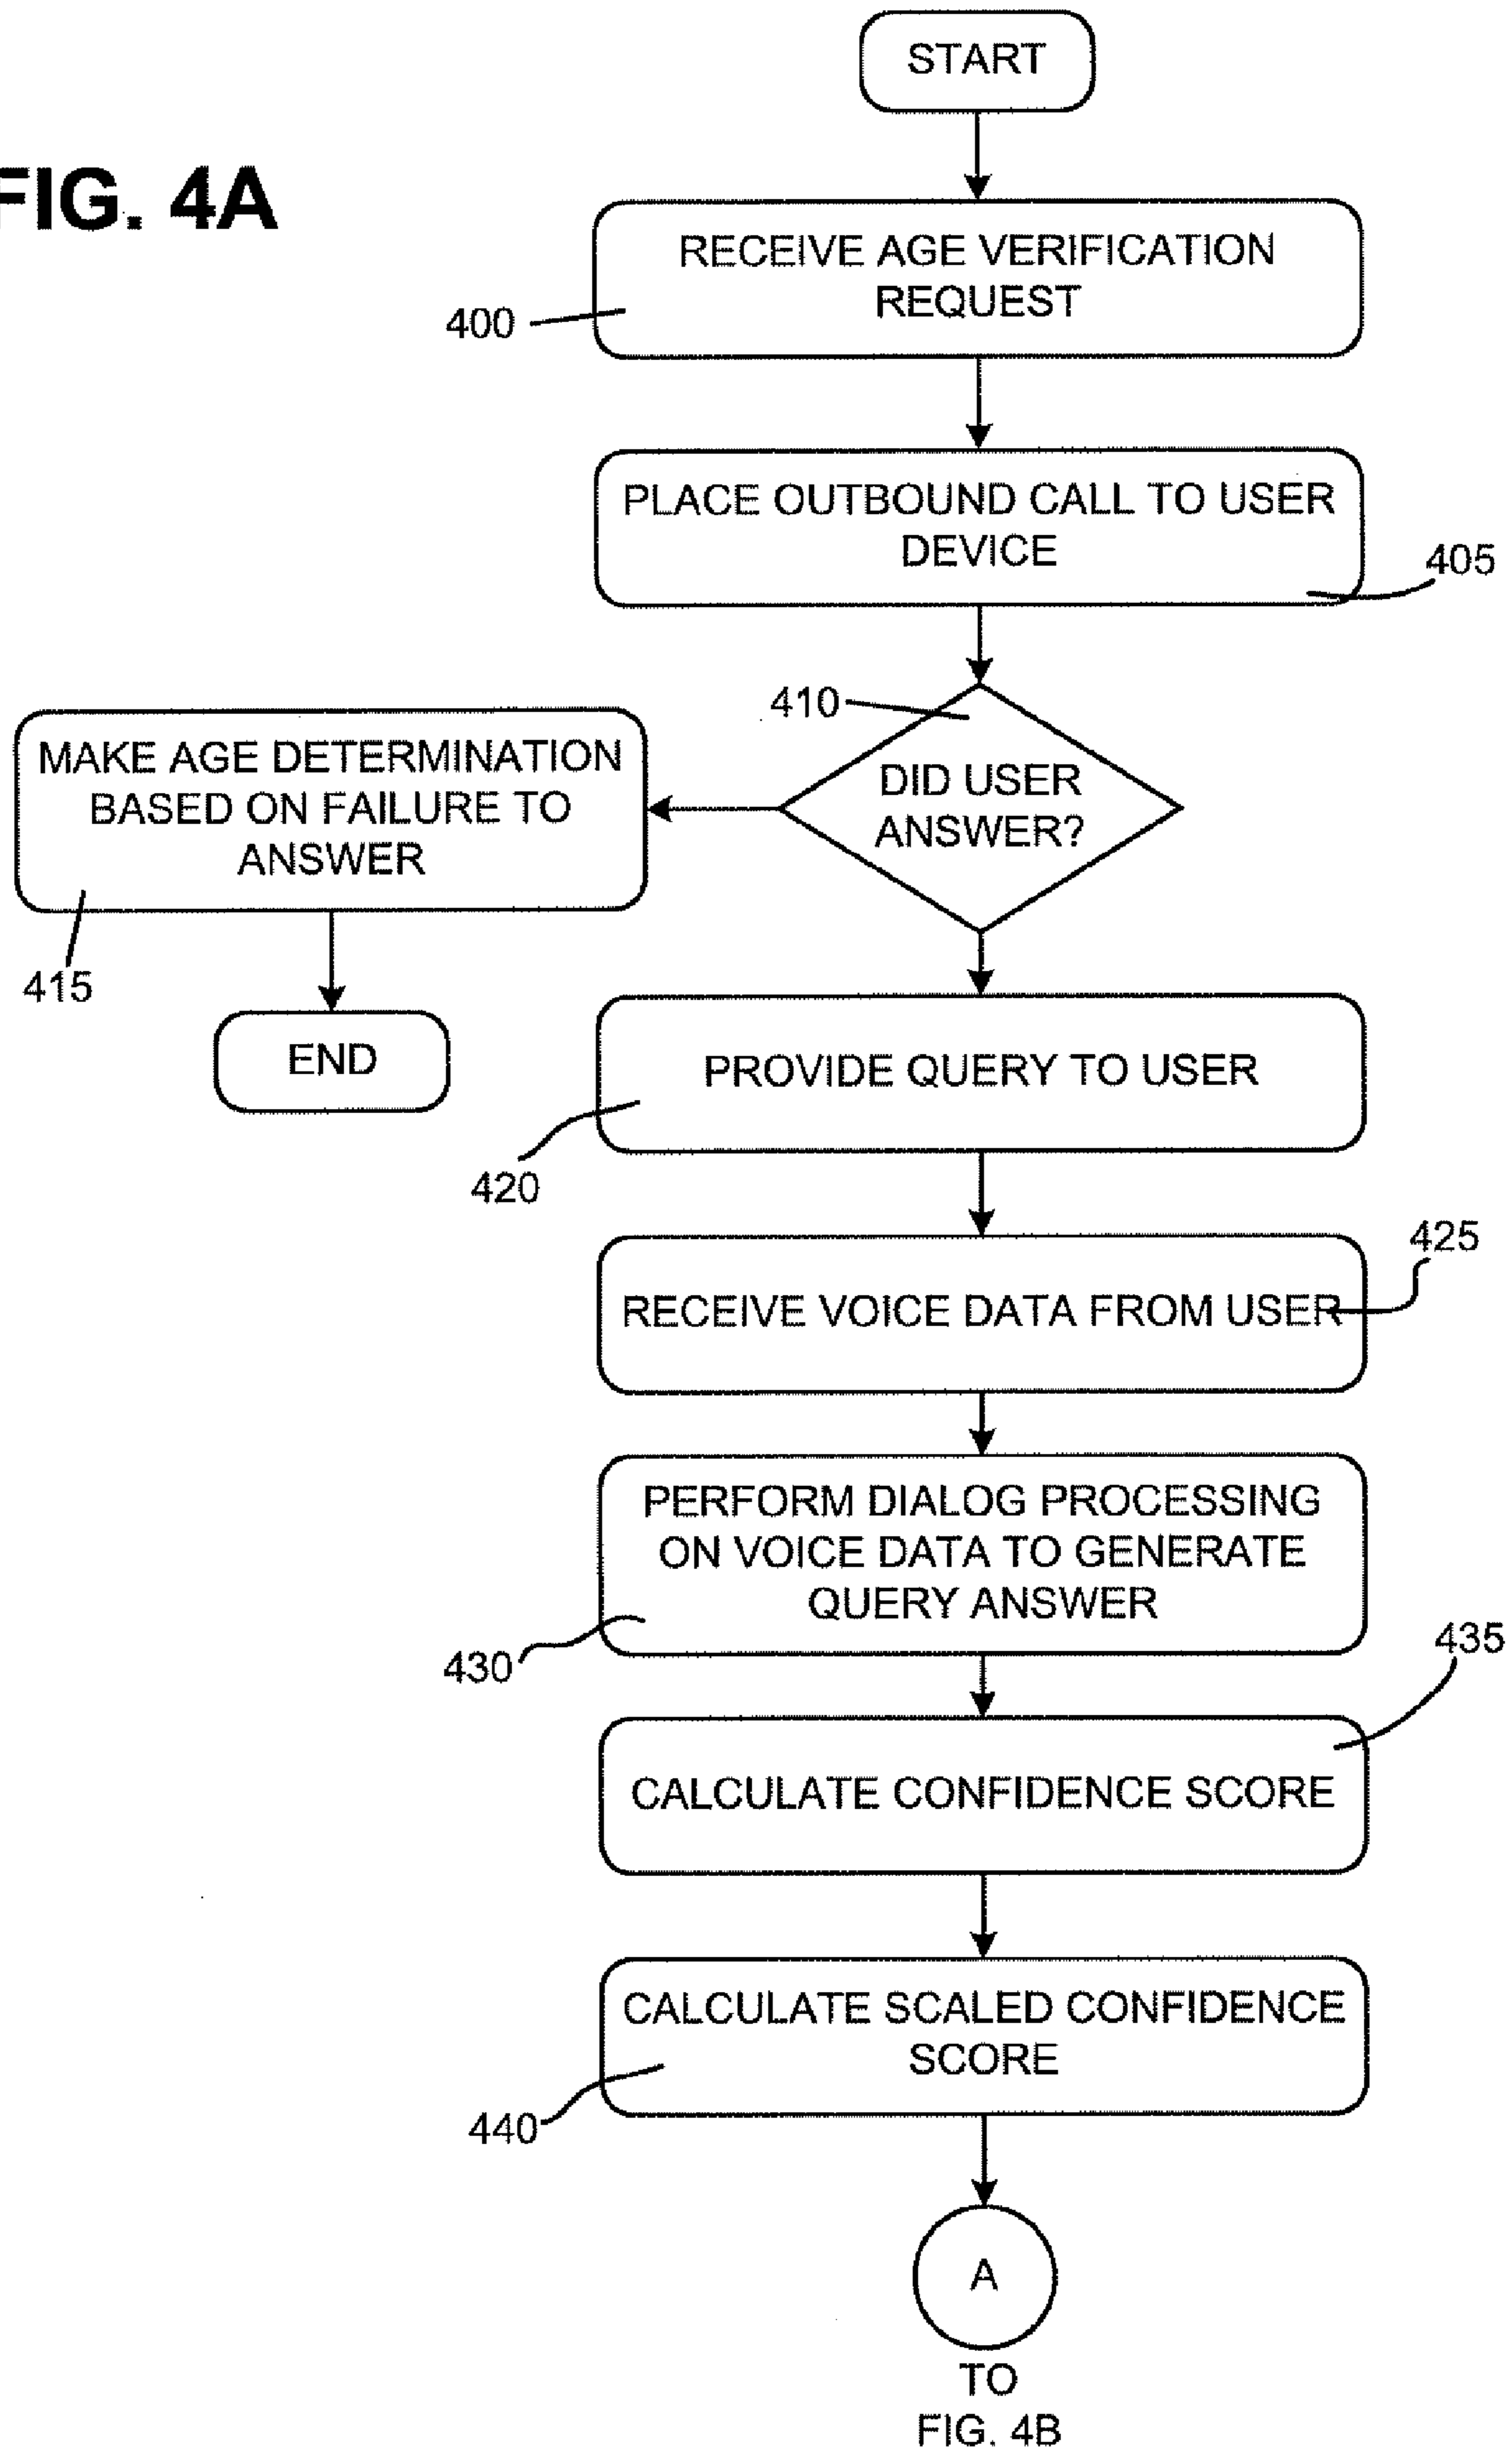 START
FIG. 4A
RECEIVE AGE VERIFICATION
REQUEST
400
PLACE OUTBOUND CALL TO USER
DEVICE
405
410
DID USER
ANSWER?
MAKE AGE DETERMINATION
BASED ON FAILURE TO
ANSWER
415
END
PROVIDE QUERY TO USER
420
425
RECEIVE VOICE DATA FROM USER
PERFORM DIALOG PROCESSING
ON VOICE DATA TO GENERATE
QUERY ANSWER
430
435
CALCULATE CONFIDENCE SCORE
CALCULATE SCALED CONFIDENCE
SCORE
440
A
TO
FIG. 4B